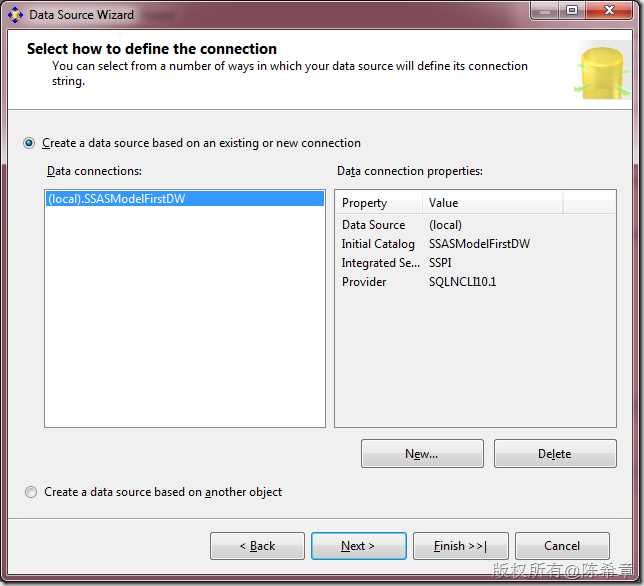 Data Source Wizard
Select how to define the connection
You can select from a number of ways in which your data source will define its connection
string.
Create a data source based on an existing or new connection
Data connections:
Data connection properties:
(local).SSASModelFirstDW
Property Value
Data Source (local)
Initial Catalog SSASModelFirstDW
Integrated Se... SSPI
Provider SQLNCLI10.1
New...
Delete
Create a data source based on another object
< Back
Next >
Finish >>|
Cancel
版权所有@陈希章